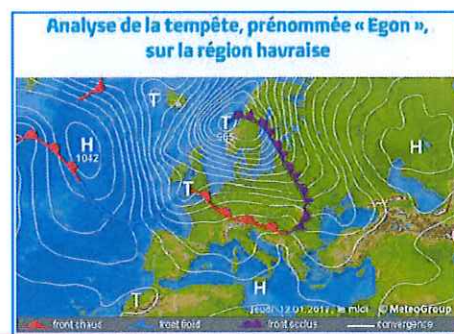 Analyse de la tempête, prénommée « Egon »,
sur la région havraise
T
T
H
1042
H
T
T
H
Jeudi 12.01.2017, le midi © MeteoGroup
front chaud front froid front occlus convergence